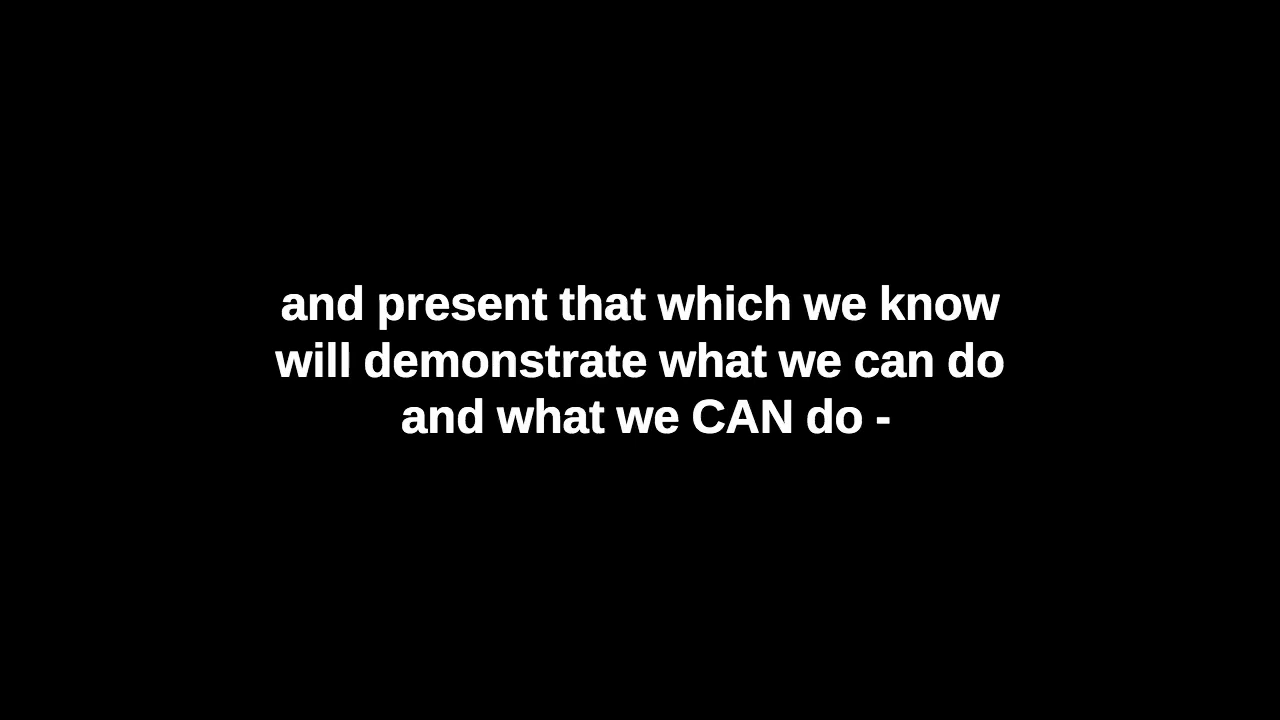 and present that which we know
will demonstrate what we can do
and what we CAN do -